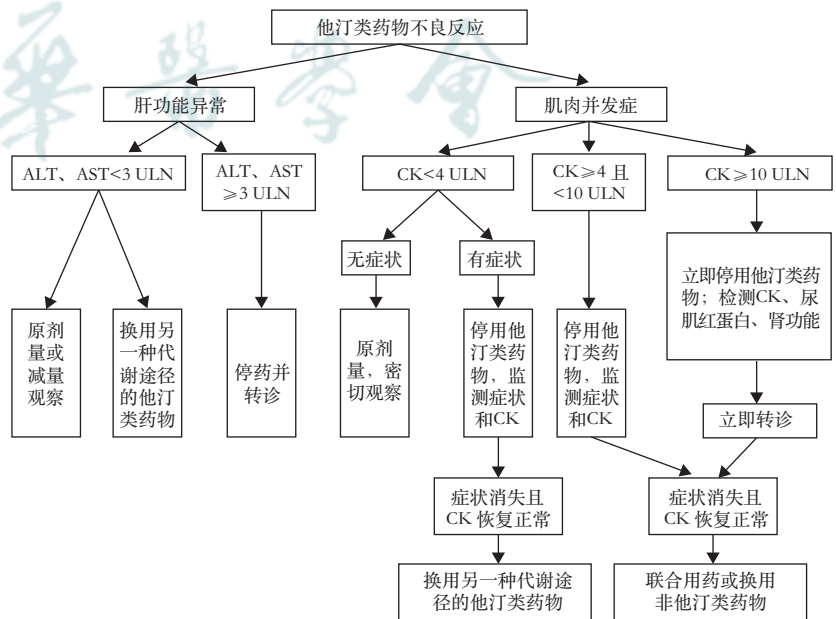 他汀类药物不良反应
肝功能异常
肌肉并发症
ALT、AST<3 ULN
ALT、AST
≥3 ULN
CK<4 ULN
CK≥4 且
<10 ULN
CK≥10 ULN
无症状
有症状
立即停用他汀类药
物；检测CK、尿
肌红蛋白、肾功能
原剂
量或
减量
观察
换用另
一种代
谢途径
的他汀
类药物
停药并
转诊
原剂
量，密
切观察
停用他
汀类药
物，监
测症状
和CK
停用他
汀类药
物，监
测症状
和CK
立即转诊
症状消失且
CK 恢复正常
症状消失且
CK 恢复正常
换用另一种代谢途
径的他汀类药物
联合用药或换用
非他汀类药物
華醫學會